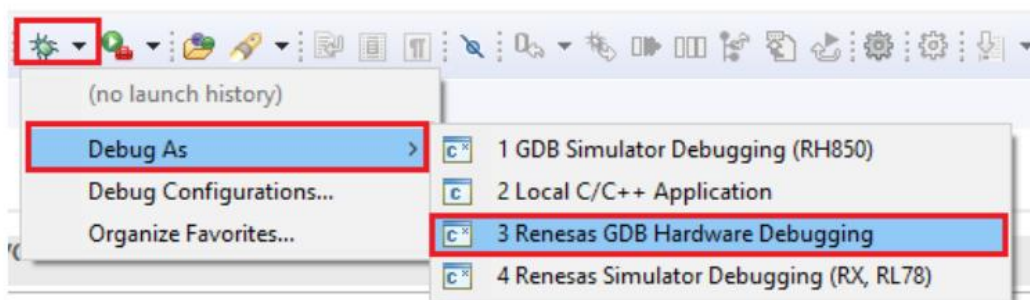 (no launch history)
Debug As
Debug Configurations...
Organize Favorites...
1 GDB Simulator Debugging (RH850)
2 Local C/C++ Application
3 Renesas GDB Hardware Debugging
4 Renesas Simulator Debugging (RX, RL78)